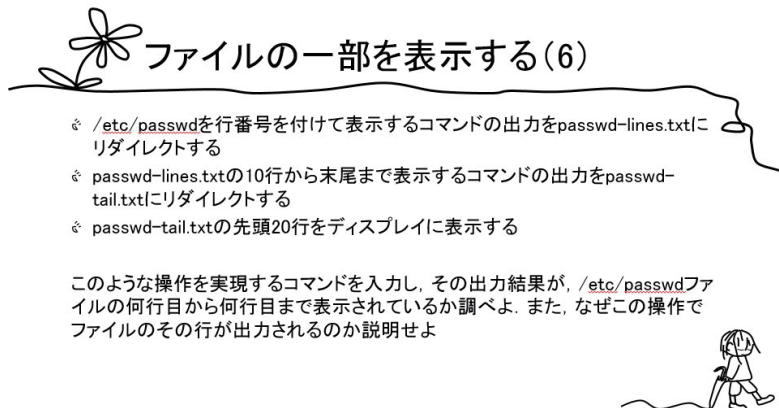 ファイルの一部を表示する(6)
/etc/passwdを行番号を付けて表示するコマンドの出力をpasswd-lines.txtに
リダイレクトする
passwd-lines.txtの10行から末尾まで表示するコマンドの出力をpasswd-
tail.txtにリダイレクトする
passwd-tail.txtの先頭20行をディスプレイに表示する
このような操作を実現するコマンドを入力し，その出力結果が，/etc/passwdファ
イルの何行目から何行目まで表示されているか調べよ．また，なぜこの操作で
ファイルのその行が出力されるのか説明せよ